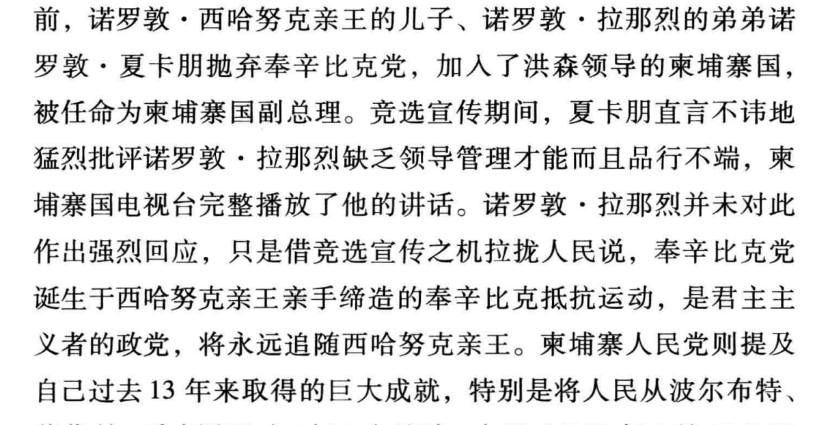 前，诺罗敦·西哈努克亲王的儿子、诺罗敦·拉那烈的弟弟诺
罗敦·夏卡朋抛弃奉辛比克党，加入了洪森领导的柬埔寨国，
被任命为柬埔寨国副总理。竞选宣传期间，夏卡朋直言不讳地
猛烈批评诺罗敦·拉那烈缺乏领导管理才能而且品行不端，柬
埔寨国电视台完整播放了他的讲话。诺罗敦·拉那烈并未对此
作出强烈回应，只是借竞选宣传之机拉拢人民说，奉辛比克党
诞生于西哈努克亲王亲手缔造的奉辛比克抵抗运动，是君主主
义者的政党，将永远追随西哈努克亲王。柬埔寨人民党则提及
自己过去 13 年来取得的巨大成就，特别是将人民从波尔布特、